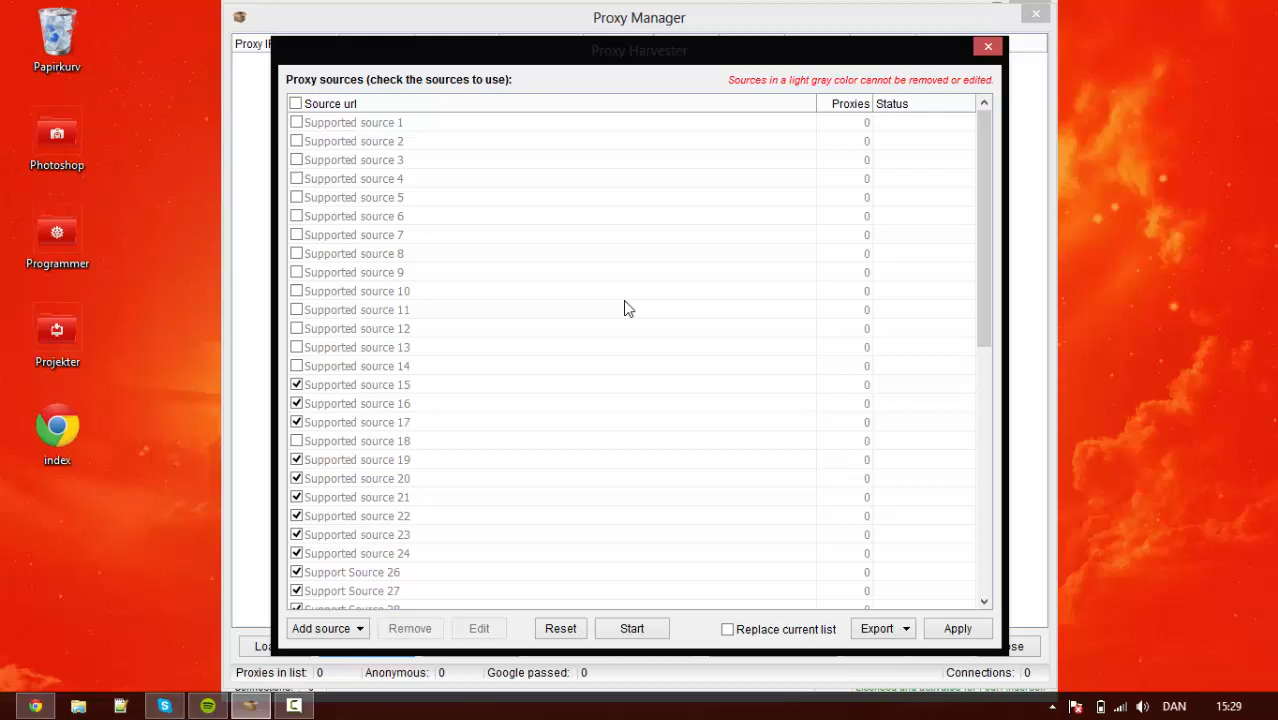 Papirkurv
Photoshop
Programmer
Projekter
index
Proxy Manager
Proxy IP
Proxy Harvester
Proxy sources (check the sources to use):
Sources in a light gray color cannot be removed or edited.
Source url Proxies Status
Supported source 1 0
Supported source 2 0
Supported source 3 0
Supported source 4 0
Supported source 5 0
Supported source 6 0
Supported source 7 0
Supported source 8 0
Supported source 9 0
Supported source 10 0
Supported source 11 0
Supported source 12 0
Supported source 13 0
Supported source 14 0
Supported source 15 0
Supported source 16 0
Supported source 17 0
Supported source 18 0
Supported source 19 0
Supported source 20 0
Supported source 21 0
Supported source 22 0
Supported source 23 0
Supported source 24 0
Support Source 26 0
Support Source 27 0
Support Source 28 0
Add source Remove Edit Reset Start Replace current list Export Apply
Proxies in list: 0 Anonymous: 0 Google passed: 0 Connections: 0
DAN 15:29